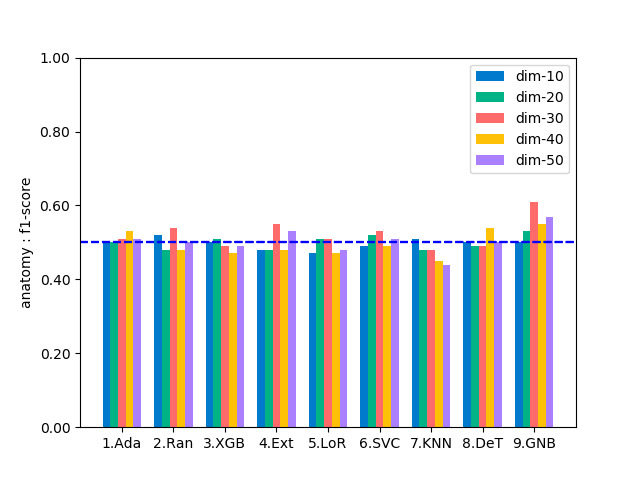 1.00
0.80
0.60
0.40
0.20
0.00
anatomy : f1-score
dim-10
dim-20
dim-30
dim-40
dim-50
1.Ada 2.Ran 3.XGB 4.Ext 5.LoR 6.SVC 7.KNN 8.DeT 9.GNB